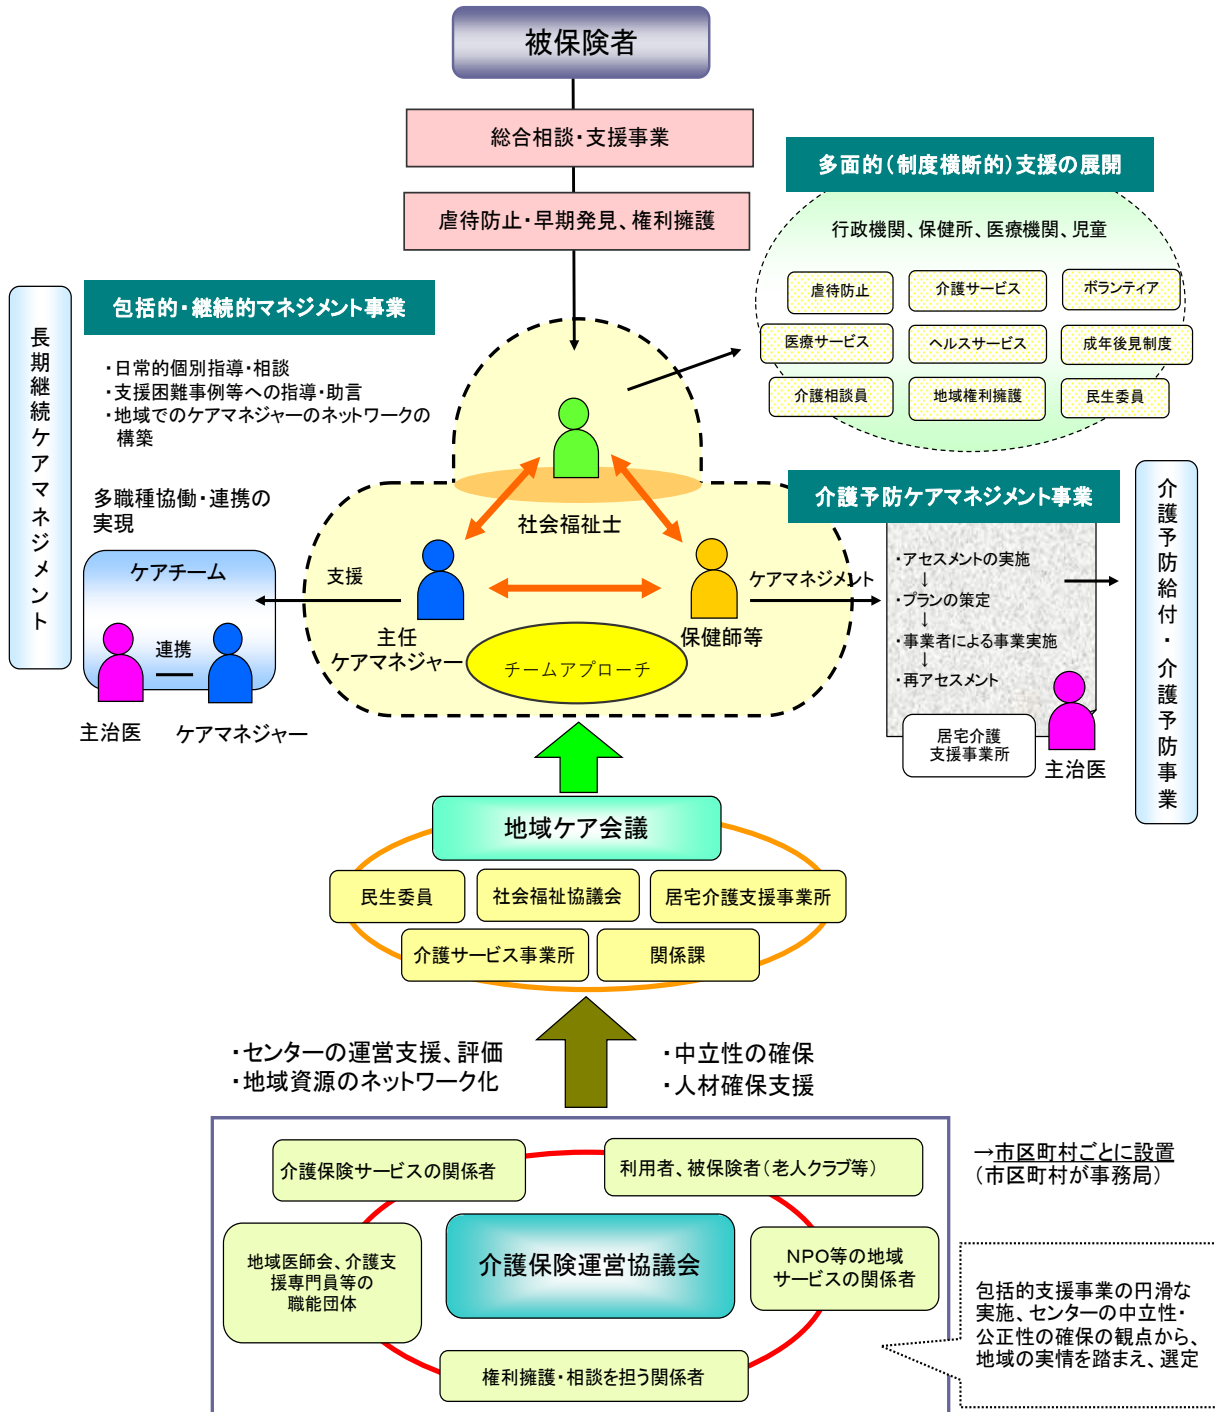 被保険者
総合相談・支援事業
虐待防止・早期発見、権利擁護
多面的（制度横断的）支援の展開
行政機関、保健所、医療機関、児童
虐待防止
介護サービス
ボランティア
医療サービス
ヘルスサービス
成年後見制度
介護相談員
地域権利擁護
民生委員
長期継続ケアマネジメント
包括的・継続的マネジメント事業
・日常的個別指導・相談
・支援困難事例等への指導・助言
・地域でのケアマネジャーのネットワークの
構築
多職種協働・連携の
実現
ケアチーム
連携
主治医
ケアマネジャー
支援
社会福祉士
主任
ケアマネジャー
保健師等
チームアプローチ
ケアマネジメント
介護予防ケアマネジメント事業
・アセスメントの実施
↓
・プランの策定
↓
・事業者による事業実施
↓
・再アセスメント
居宅介護
支援事業所
主治医
介護予防給付・介護予防事業
地域ケア会議
民生委員
社会福祉協議会
居宅介護支援事業所
介護サービス事業所
関係課
・センターの運営支援、評価
・地域資源のネットワーク化
・中立性の確保
・人材確保支援
介護保険サービスの関係者
利用者、被保険者（老人クラブ等）
地域医師会、介護支
援専門員等の
職能団体
介護保険運営協議会
NPO等の地域
サービスの関係者
権利擁護・相談を担う関係者
→市区町村ごとに設置
（市区町村が事務局）
包括的支援事業の円滑な
実施、センターの中立性・
公正性の確保の観点から、
地域の実情を踏まえ、選定